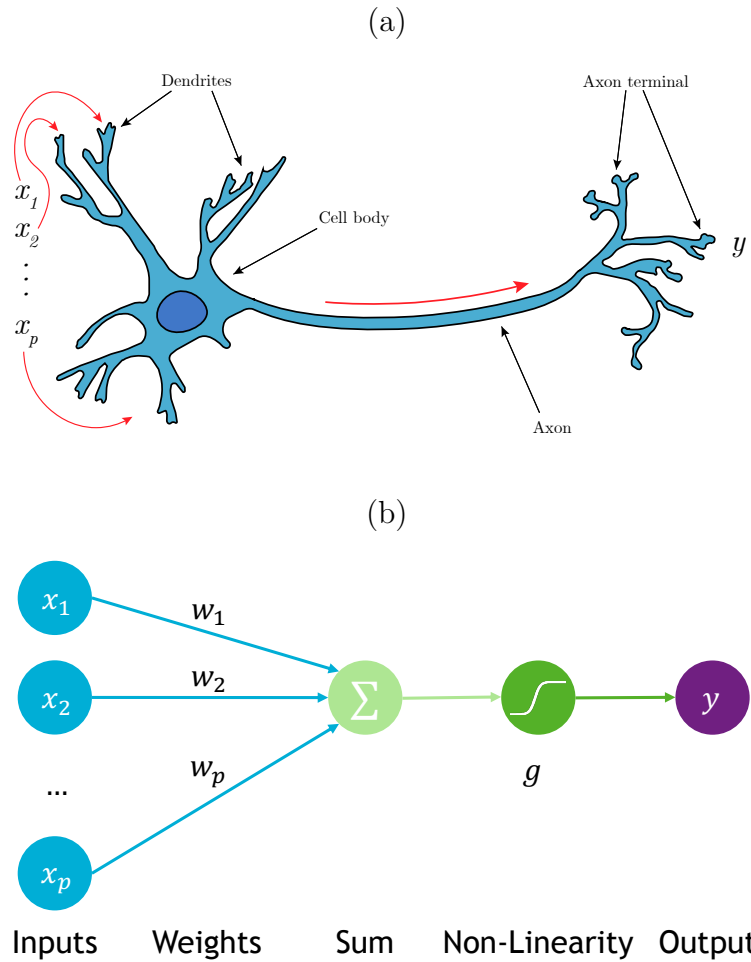 (a)
Dendrites
Axon terminal
x₁
x₂
Cell body
y
⋮
xₚ
Axon
(b)
x₁
w₁
x₂
w₂
∑
y
wₚ
g
...
xₚ
Inputs Weights Sum Non-Linearity Output